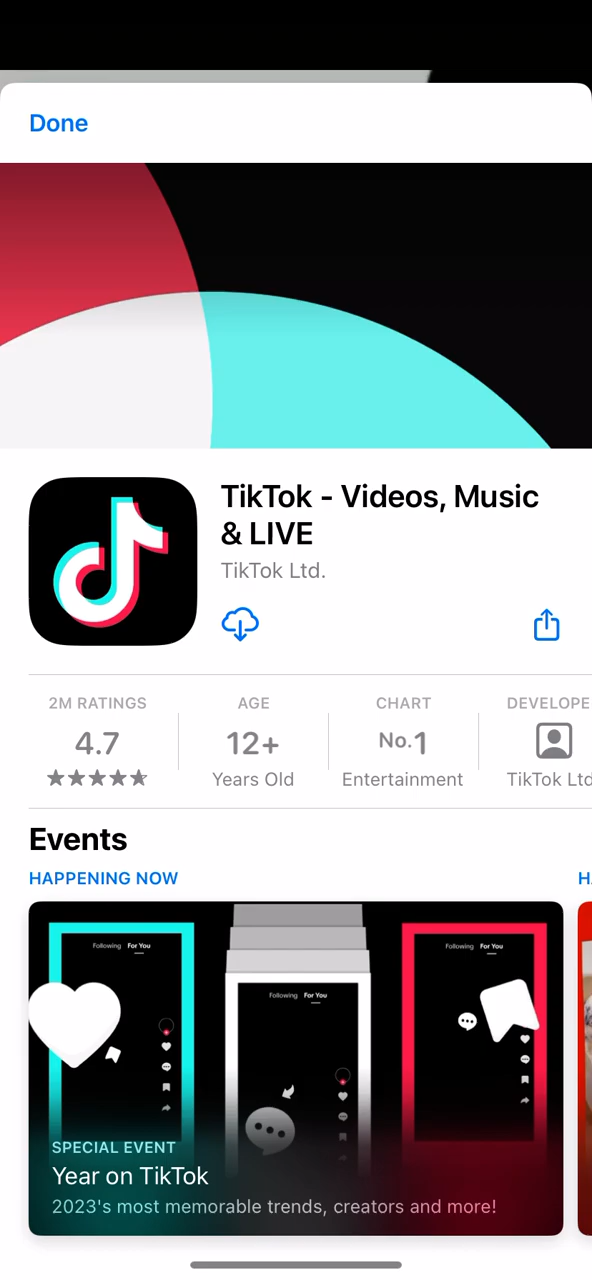 Done
TikTok - Videos, Music
& LIVE
TikTok Ltd.
2M RATINGS
4.7
AGE
12+
Years Old
CHART
No.1
Entertainment
DEVELOPE
TikTok Ltd
Events
HAPPENING NOW
HA
Following For You
Following For You
Following For You
SPECIAL EVENT
Year on TikTok
2023's most memorable trends, creators and more!